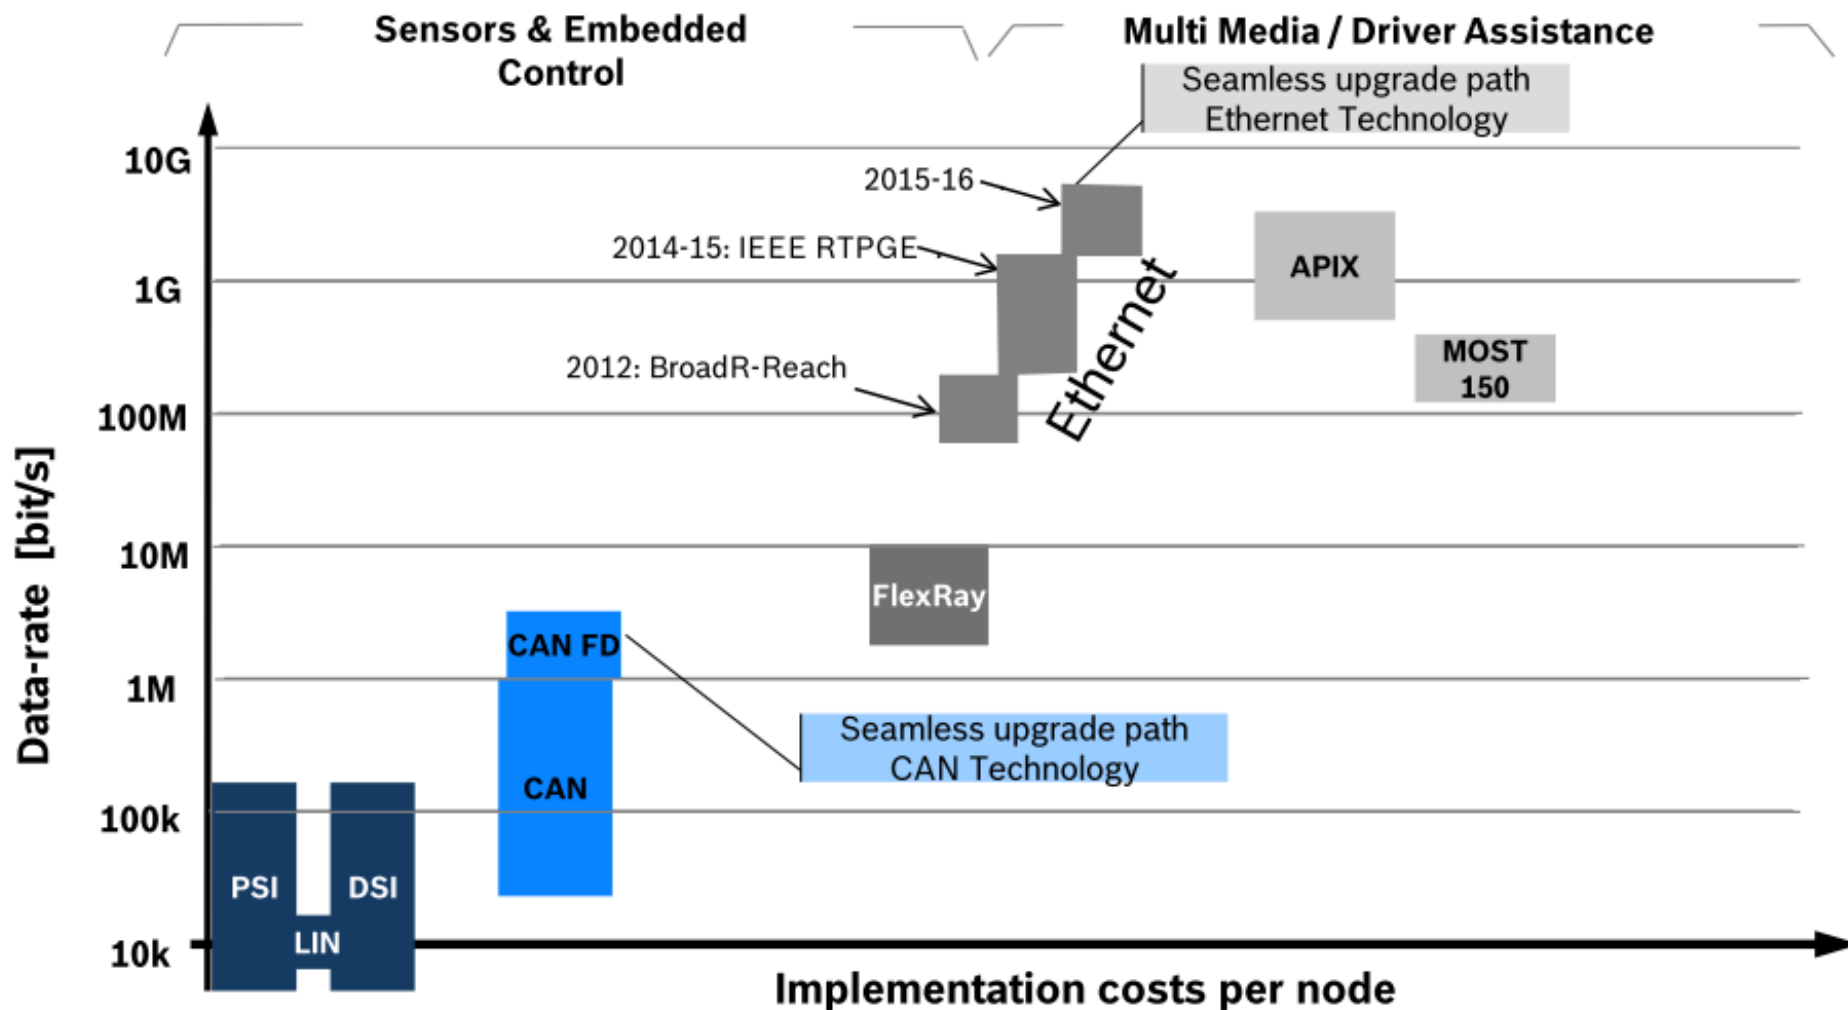 Sensors & Embedded
Control
Multi Media / Driver Assistance
Seamless upgrade path
Ethernet Technology
10G
2015-16
2014-15: IEEE RTPGE
APIX
1G
Ethernet
MOST
150
2012: BroadR-Reach
100M
Data-rate [bit/s]
10M
FlexRay
CAN FD
1M
Seamless upgrade path
CAN Technology
CAN
100k
PSI
DSI
LIN
10k
Implementation costs per node